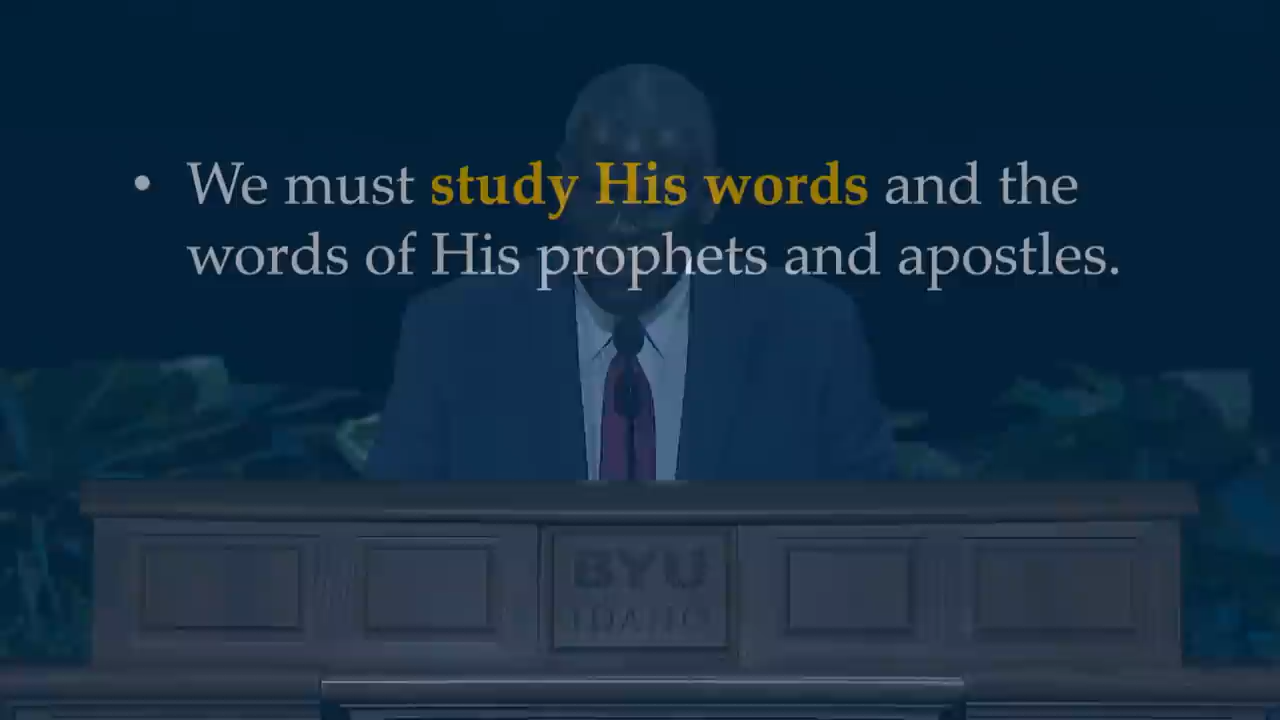 • We must study His words and the
words of His prophets and apostles.
BYU
IDAHO